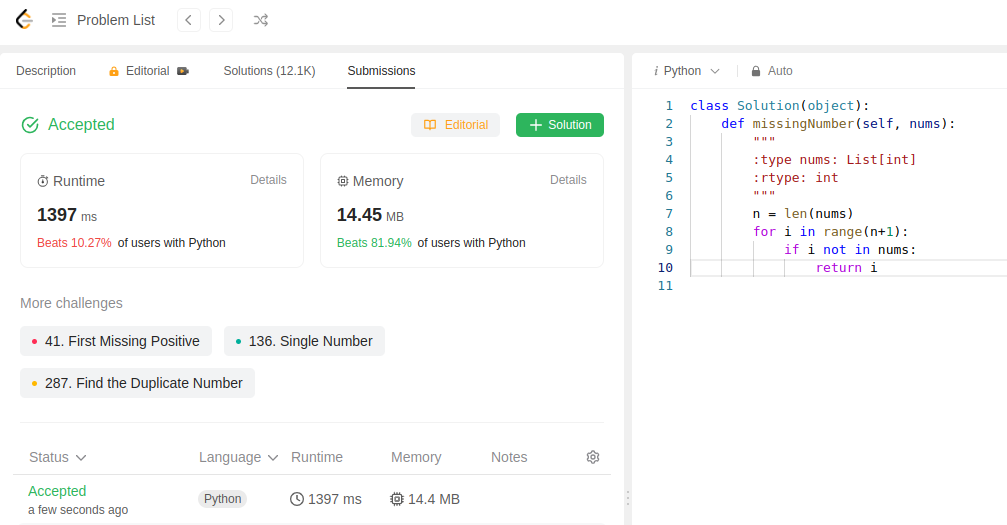 Problem List
Description
Editorial
Solutions (12.1K)
Submissions
Accepted
Editorial
Solution
Runtime
Details
1397 ms
Beats 10.27% of users with Python
Memory
Details
14.45 MB
Beats 81.94% of users with Python
More challenges
41. First Missing Positive
136. Single Number
287. Find the Duplicate Number
Status
Language
Runtime
Memory
Notes
Accepted
a few seconds ago
Python
1397 ms
14.4 MB
i Python
Auto
1 class Solution(object):
2     def missingNumber(self, nums):
3         """
4         :type nums: List[int]
5         :rtype: int
6         """
7         n = len(nums)
8         for i in range(n+1):
9             if i not in nums:
10                 return i
11